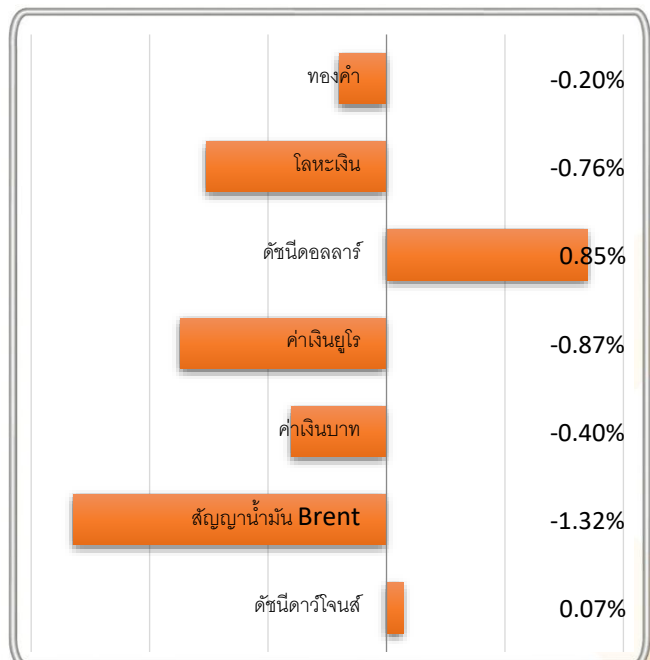 ทองคำ -0.20%
โลหะเงิน -0.76%
ดัชนีดอลลาร์ 0.85%
ค่าเงินยูโร -0.87%
ค่าเงินบาท -0.40%
สัญญาน้ำมัน Brent -1.32%
ดัชนีดาวโจนส์ 0.07%